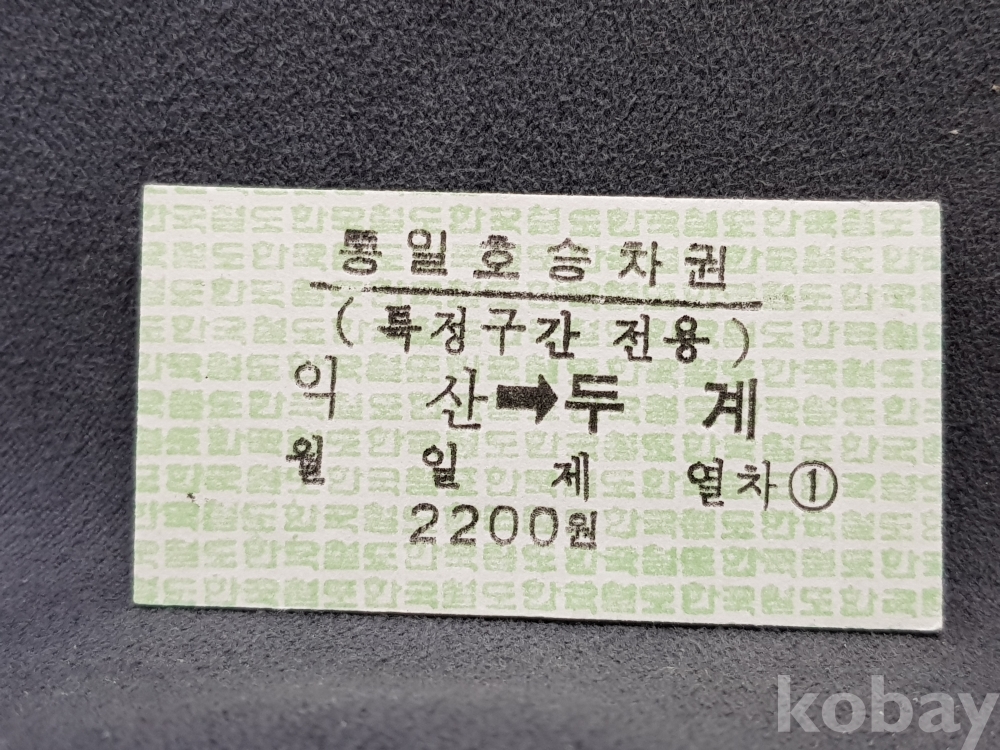 통일호승차권
(특정구간 전용)
익 산➡두 계
월 일 제 열차①
2200원
kobay